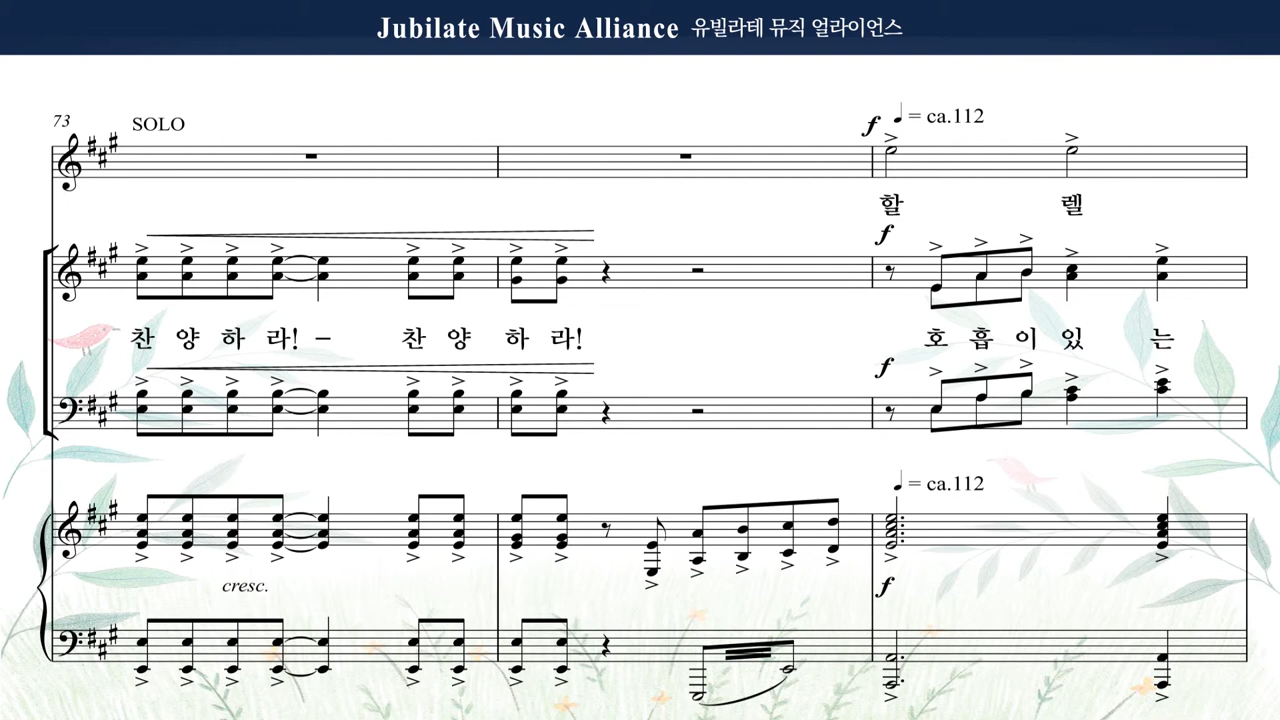 Jubilate Music Alliance 유빌라테 뮤직 얼라이언스
73 SOLO
f ♩ = ca.112
할 렐
f
찬 양 하 라! – 찬 양 하 라! 호 흡 이 있 는
f
♩ = ca.112
cresc. f